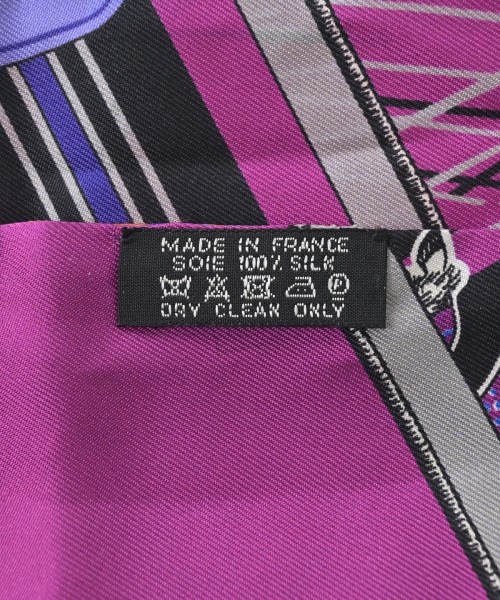 MADE IN FRANCE
SOIE 100% SILK
P
DRY CLEAN ONLY